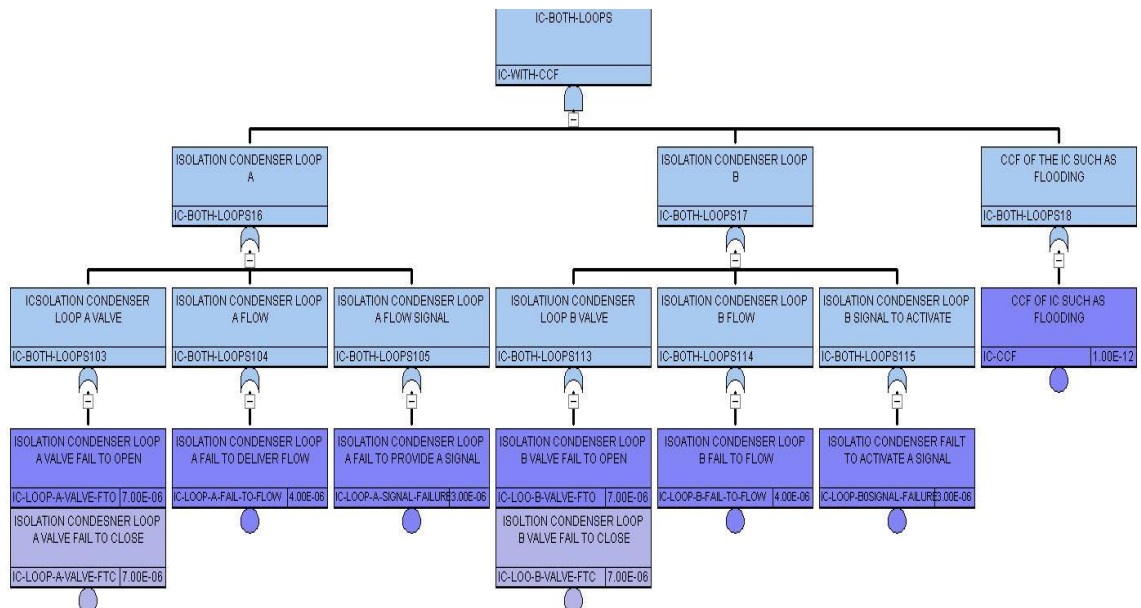 IC-BOTH-LOOPS
IC-WITH-CCF
ISOLATION CONDENSER LOOP
A
IC-BOTH-LOOPS16
ISOLATION CONDENSER LOOP
B
IC-BOTH-LOOPS17
CCF OF THE IC SUCH AS
FLOODING
IC-BOTH-LOOPS18
ICSOLATION CONDENSER
LOOP A VALVE
IC-BOTH-LOOPS103
ISOLATION CONDENSER LOOP
A FLOW
IC-BOTH-LOOPS104
ISOLATION CONDENSER LOOP
A FLOW SIGNAL
IC-BOTH-LOOPS105
ISOLATIUON CONDENSER
LOOP B VALVE
IC-BOTH-LOOPS113
ISOLATION CONDENSER LOOP
B FLOW
IC-BOTH-LOOPS114
ISOLATION CONDENSER LOOP
B SIGNAL TO ACTIVATE
IC-BOTH-LOOPS115
CCF OF IC SUCH AS
FLOODING
IC-CCF 1.00E-12
ISOLATION CONDENSER LOOP
A VALVE FAIL TO OPEN
IC-LOOP-A-VALVE-FTO 7.00E-06
ISOLATION CONDESNER LOOP
A VALVE FAIL TO CLOSE
IC-LOOP-A-VALVE-FTC 7.00E-06
ISOLATION CONDENSER LOOP
A FAIL TO DELIVER FLOW
IC-LOOP-A-FAIL-TO-FLOW 4.00E-06
ISOLATION CONDENSER LOOP
A FAIL TO PROVIDE A SIGNAL
IC-LOOP-A-SIGNAL-FAILURE 3.00E-06
ISOLATION CONDENSER LOOP
B VALVE FAIL TO OPEN
IC-LOO-B-VALVE-FTO 7.00E-06
ISOLTION CONDENSER LOOP
B VALVE FAIL TO CLOSE
IC-LOO-B-VALVE-FTC 7.00E-06
ISOATION CONDENSER LOOP
B FAIL TO FLOW
IC-LOOP-B-FAIL-TO-FLOW 4.00E-06
ISOLATIO CONDENSER FAILT
TO ACTIVATE A SIGNAL
IC-LOOP-B0SIGNAL-FAILURE 3.00E-06